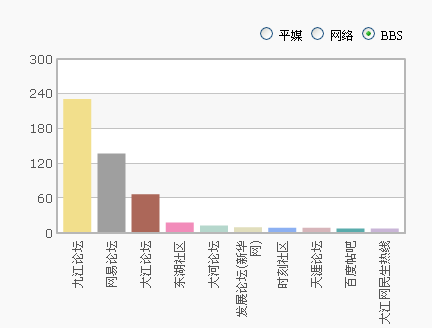 平媒 网络 BBS
300
240
180
120
60
0
九江论坛
网易论坛
大江论坛
东湖社区
大河论坛
发展论坛(新华
网)
时刻社区
天涯论坛
百度帖吧
大江网民生热线